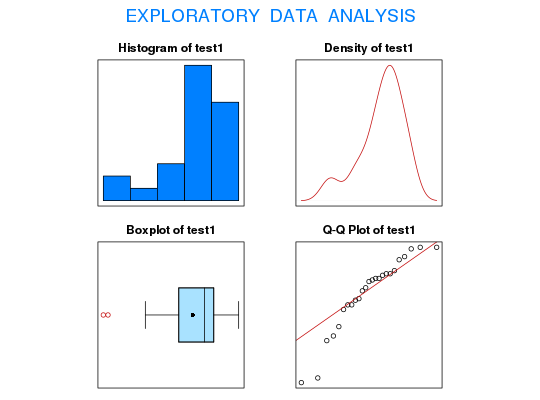 EXPLORATORY DATA ANALYSIS
Histogram of test1
Density of test1
Boxplot of test1
Q-Q Plot of test1